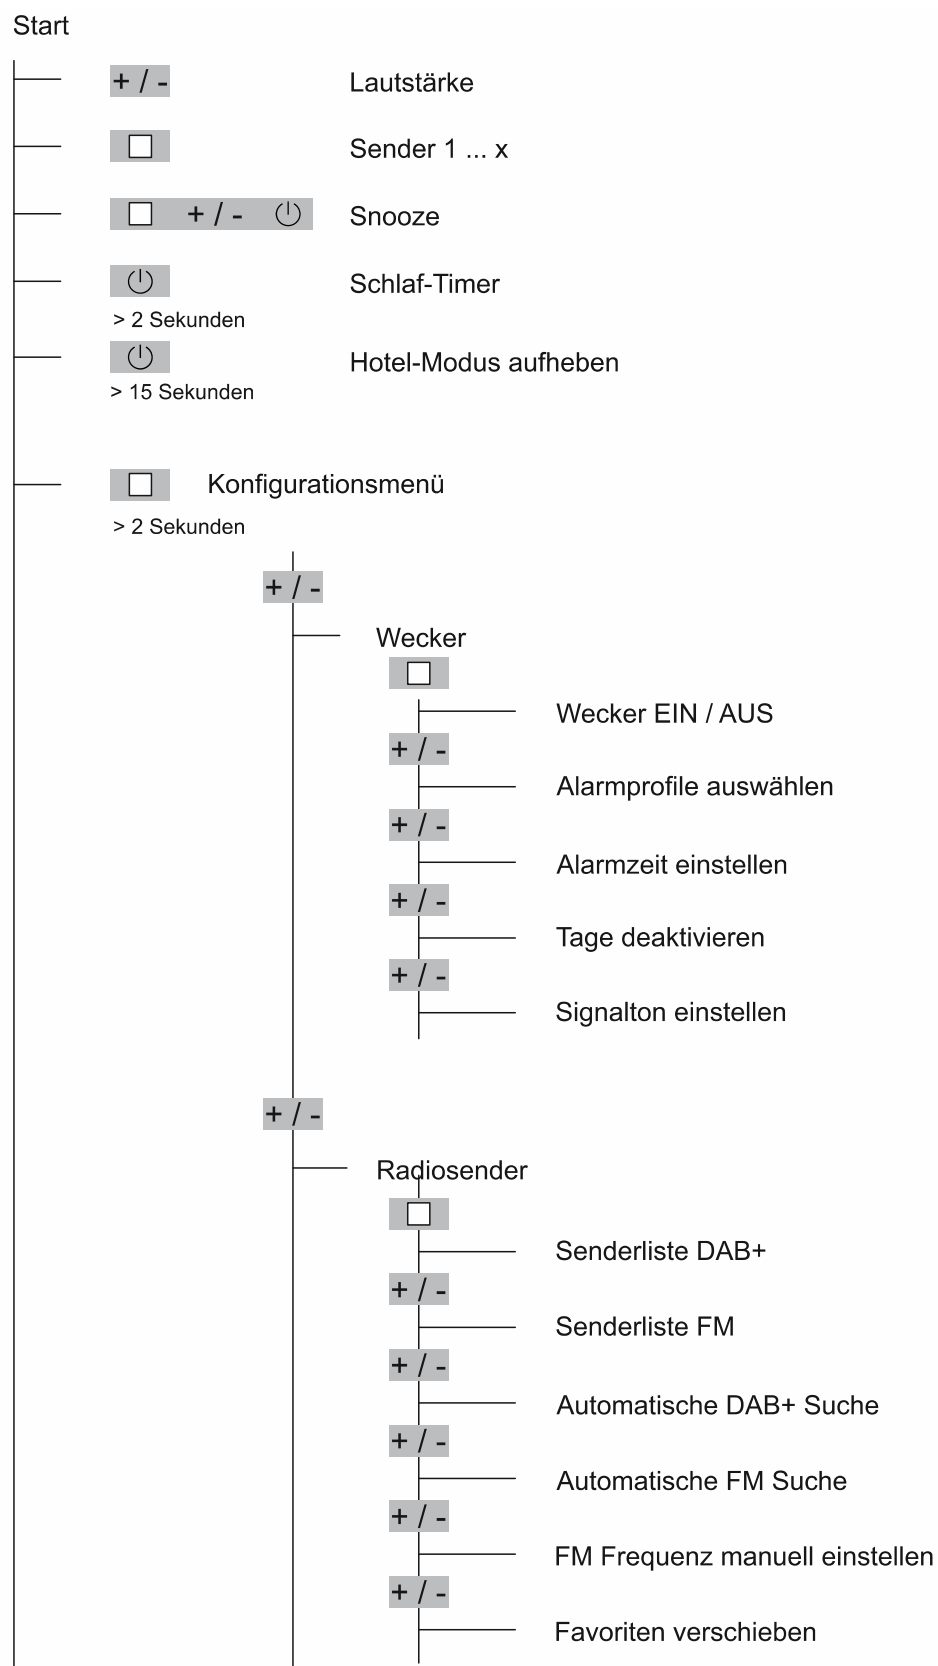 Start
+ / - Lautstärke
Sender 1 ... x
+ / - Snooze
Schlaf-Timer
> 2 Sekunden
Hotel-Modus aufheben
> 15 Sekunden
Konfigurationsmenü
> 2 Sekunden
+ / -
Wecker
Wecker EIN / AUS
+ / -
Alarmprofile auswählen
+ / -
Alarmzeit einstellen
+ / -
Tage deaktivieren
+ / -
Signalton einstellen
+ / -
Radiosender
Senderliste DAB+
+ / -
Senderliste FM
+ / -
Automatische DAB+ Suche
+ / -
Automatische FM Suche
+ / -
FM Frequenz manuell einstellen
+ / -
Favoriten verschieben